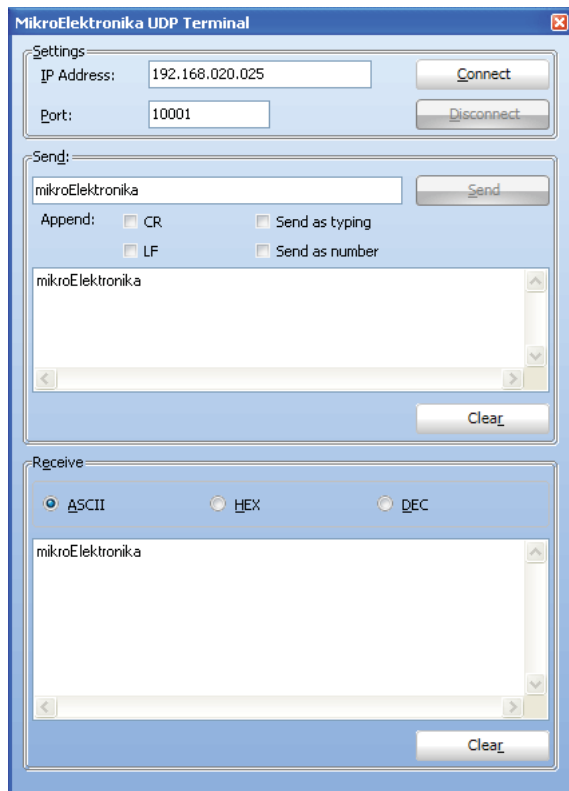 MikroElektronika UDP Terminal
Settings
IP Address: 192.168.020.025 Connect
Port: 10001 Disconnect
Send:
mikroElektronika Send
Append: CR Send as typing
LF Send as number
mikroElektronika
Clear
Receive
ASCII HEX DEC
mikroElektronika
Clear